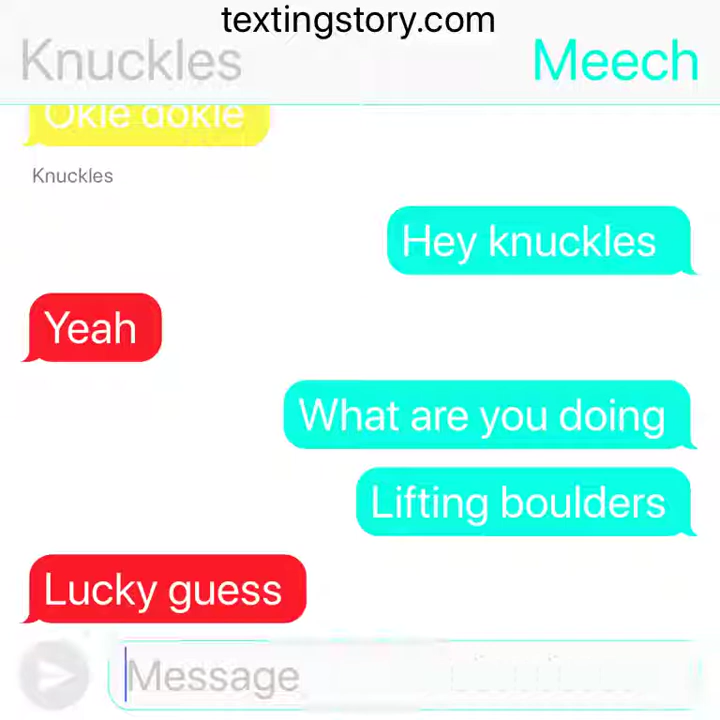 textingstory.com
Knuckles Meech
Okie dokie
Knuckles
Hey knuckles
Yeah
What are you doing
Lifting boulders
Lucky guess
Message